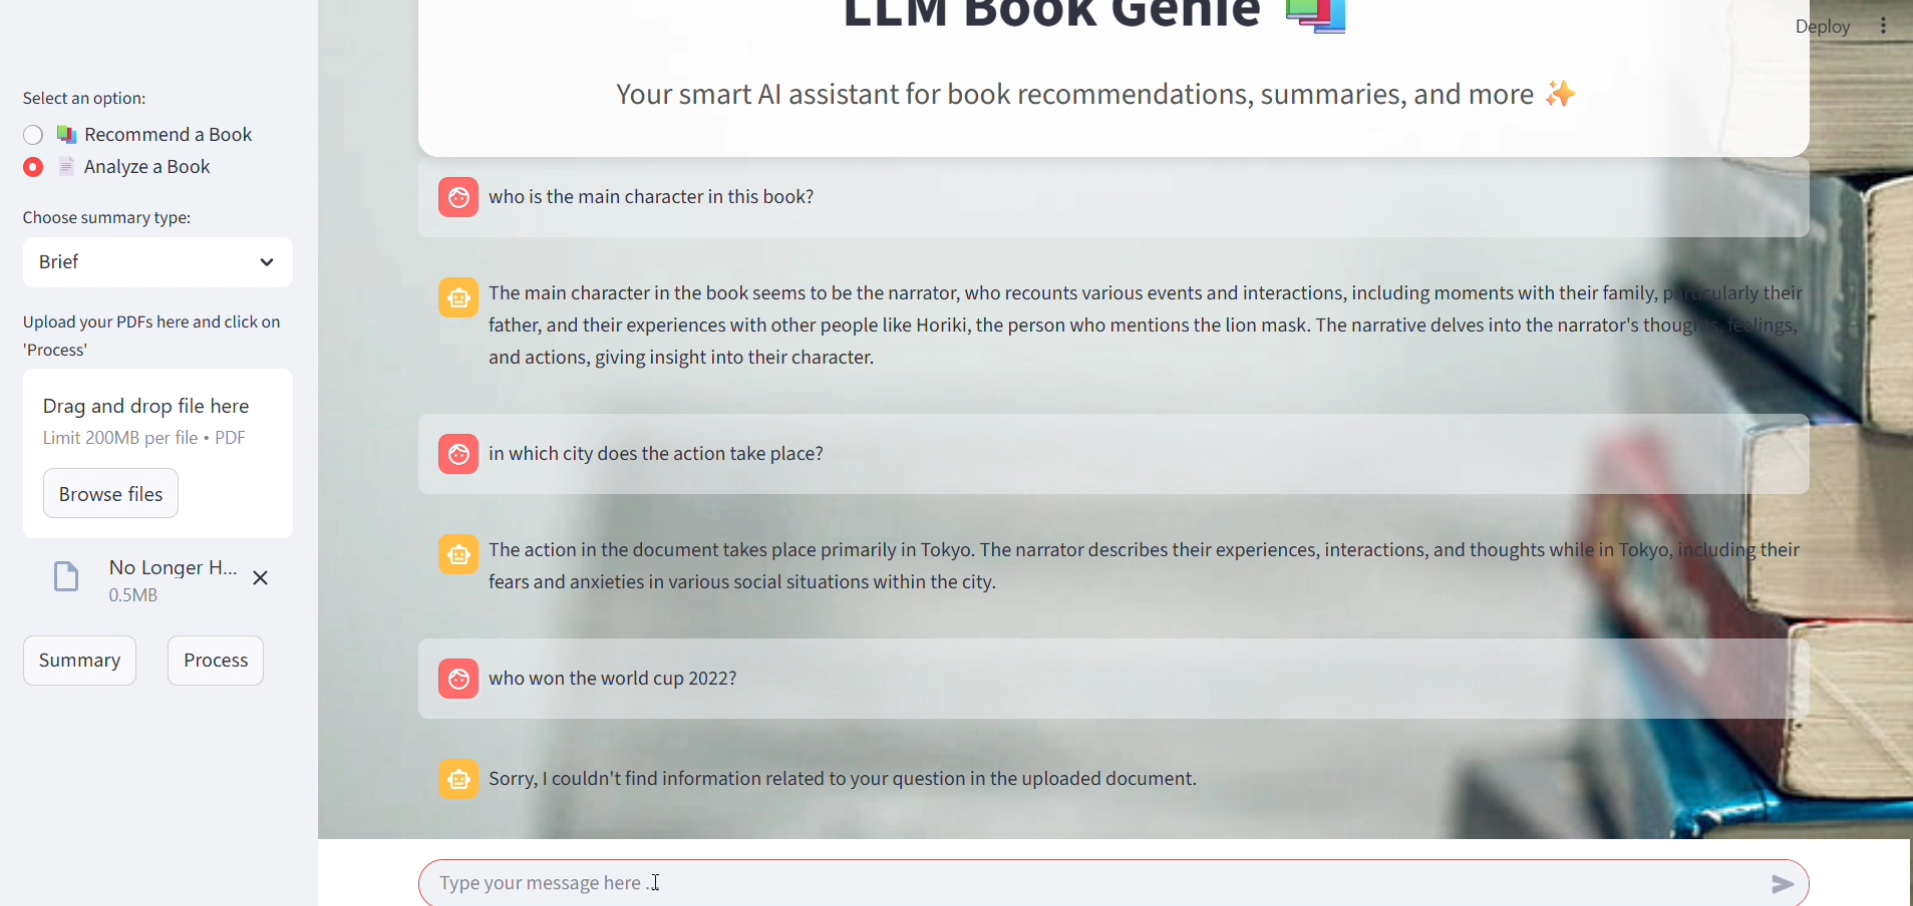 Select an option:
Recommend a Book
Analyze a Book
Choose summary type:
Brief
Upload your PDFs here and click on
'Process'
Drag and drop file here
Limit 200MB per file • PDF
Browse files
No Longer H...
0.5MB
Summary
Process
Deploy
LLM Book Genie
Your smart AI assistant for book recommendations, summaries, and more
who is the main character in this book?
The main character in the book seems to be the narrator, who recounts various events and interactions, including moments with their family, particularly their
father, and their experiences with other people like Horiki, the person who mentions the lion mask. The narrative delves into the narrator's thoughts, feelings,
and actions, giving insight into their character.
in which city does the action take place?
The action in the document takes place primarily in Tokyo. The narrator describes their experiences, interactions, and thoughts while in Tokyo, including their
fears and anxieties in various social situations within the city.
who won the world cup 2022?
Sorry, I couldn't find information related to your question in the uploaded document.
Type your message here ..